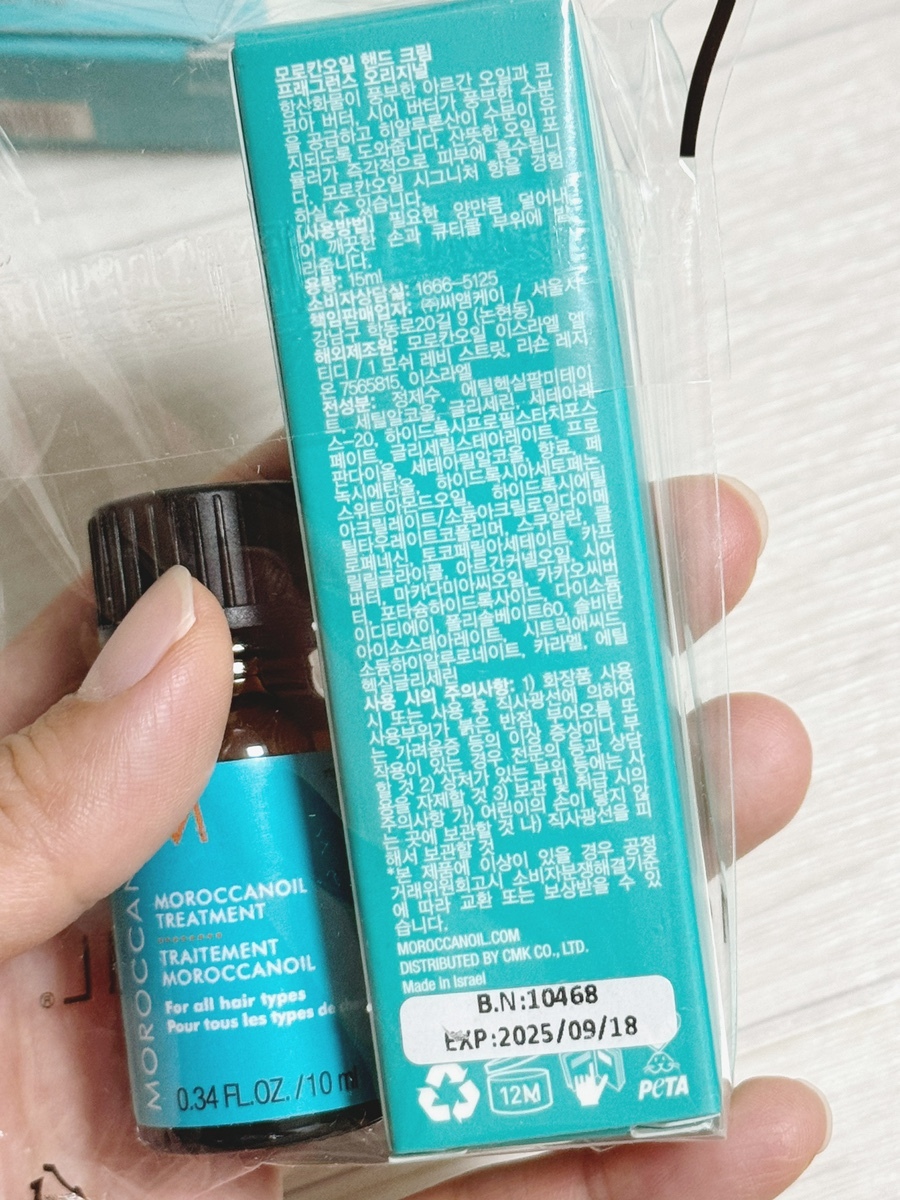 모로칸오일 핸드 크림
프래그런스 오리지널
항산화물이 풍부한 아르간 오일과 코
코아 버터, 시어 버터가 풍부한 수분
을 공급하고 히알루론산이 수분이 유
지되도록 도와줍니다. 산뜻한 오일 포
뮬러가 즉각적으로 피부에 흡수됩니
다. 모로칸오일 시그니처 향을 경험
하실 수 있습니다.
[사용방법] 필요한 양만큼 덜어내
어 깨끗한 손과 큐티클 부위에 발
라줍니다.
용량: 15ml
소비자상담실: 1666-5125
책임판매업자: ㈜씨엠케이 / 서울시
강남구 학동로20길 9 (논현동)
해외제조원: 모로칸오일 이스라엘 엘
티디 / 1 모쉬 레비 스트릿, 리숀 레지
온 7565815, 이스라엘
전성분: 정제수, 에틸헥실팔미테이
트, 세틸알코올, 글리세린, 세테아레
스-20, 하이드록시프로필스타치포스
페이트, 글리세릴스테아레이트, 프로
판다이올, 세테아릴알코올, 향료, 페
녹시에탄올, 하이드록시아세토페논,
스위트아몬드오일, 하이드록시에틸
아크릴레이트/소듐아크릴로일다이메
틸타우레이트코폴리머, 스쿠알란, 클
로페네신, 토코페릴아세테이트, 카프
릴릴글라이콜, 아르간커넬오일, 시어
버터, 마카다미아씨오일, 카카오씨버
터, 포타슘하이드록사이드, 다이소듐
이디티에이, 폴리솔베이트60, 솔비탄
아이소스테아레이트, 시트릭애씨드,
소듐하이알루로네이트, 카라멜, 에틸
헥실글리세린
사용 시의 주의사항: 1) 화장품 사용
시 또는 사용 후 직사광선에 의하여
사용부위가 붉은 반점, 부어오름 또
는 가려움증 등의 이상 증상이나 부
작용이 있는 경우 전문의 등과 상담
할 것 2) 상처가 있는 부위 등에는 사
용을 자제할 것 3) 보관 및 취급 시의
주의사항 가) 어린이의 손이 닿지 않
는 곳에 보관할 것 나) 직사광선을 피
해서 보관할 것
*본 제품에 이상이 있을 경우 공정
거래위원회고시 소비자분쟁해결기준
에 따라 교환 또는 보상받을 수 있
습니다.
MOROCCANOIL.COM
DISTRIBUTED BY CMK CO., LTD.
Made in Israel
B.N:10468
EXP:2025/09/18
12M
PETA
MOROCCANOIL
TREATMENT
TRAITEMENT
MOROCCANOIL
For all hair types
Pour tous les types de
0.34 FL.OZ. / 10 ml